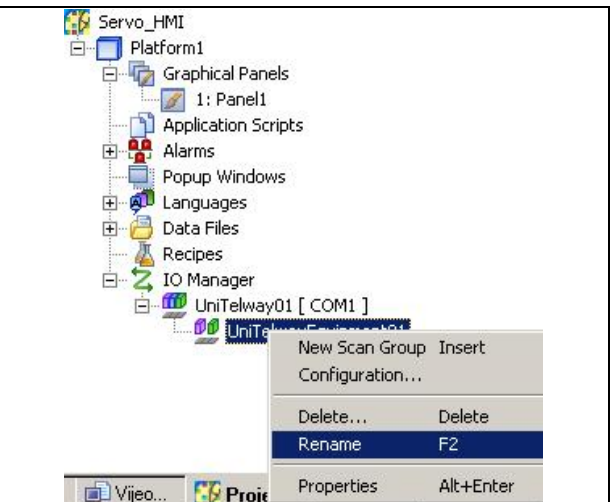 Servo_HMI
Platform1
Graphical Panels
1: Panel1
Application Scripts
Alarms
Popup Windows
Languages
Data Files
Recipes
IO Manager
UniTelway01 [ COM1 ]
New Scan Group Insert
Configuration...
Delete... Delete
Rename F2
Properties Alt+Enter
Vijeo...